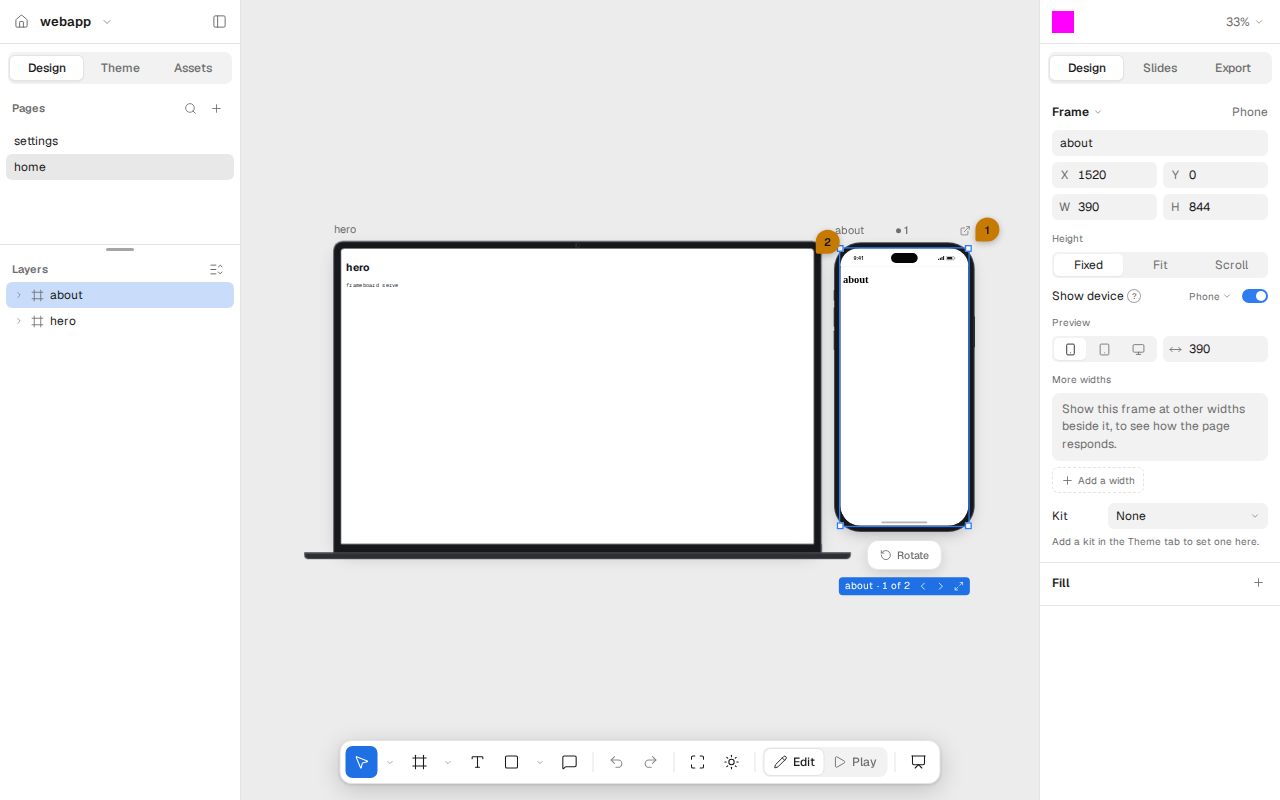 webapp
Design
Theme
Assets
Pages
settings
home
Layers
about
hero
hero
hero
frameboard serve
2
about
1
1
9:41
about
Rotate
about · 1 of 2
Edit
Play
33%
Design
Slides
Export
Frame
Phone
about
X 1520
Y 0
W 390
H 844
Height
Fixed
Fit
Scroll
Show device ?
Phone
Preview
390
More widths
Show this frame at other widths
beside it, to see how the page
responds.
Add a width
Kit
None
Add a kit in the Theme tab to set one here.
Fill